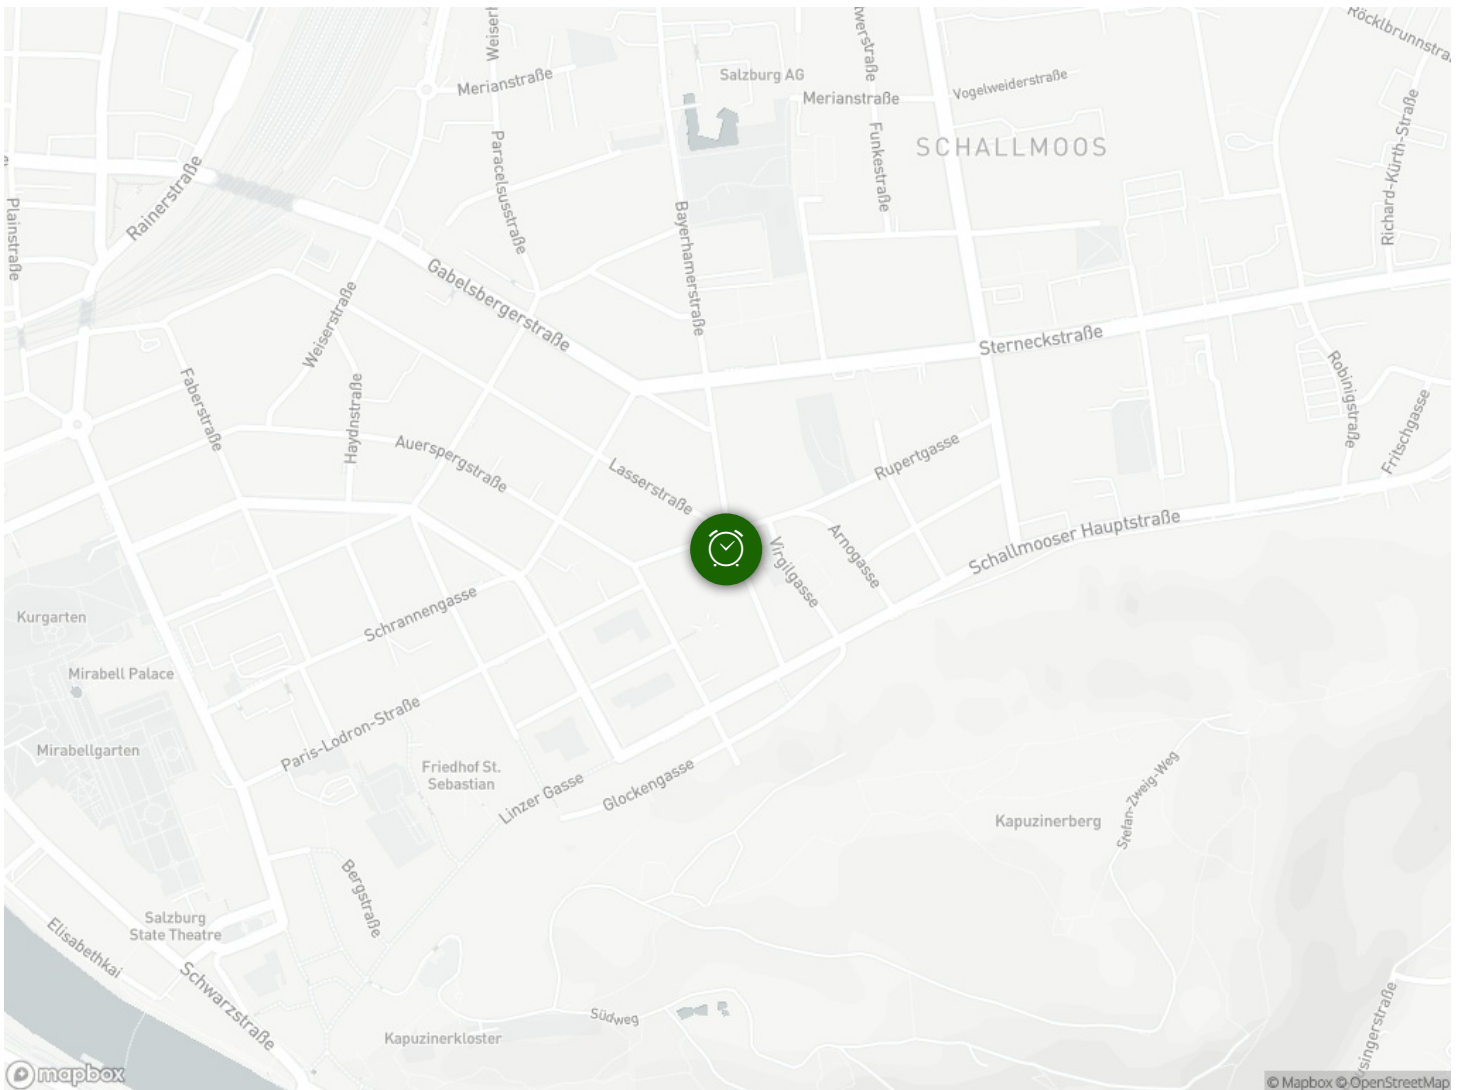 Röcklbrunnstra
Salzburg AG
Merianstraße
Merianstraße
Vogelweiderstraße
SCHALLMOOS
Funkestraße
Richard-Kürth-Straße
Paracelsusstraße
Rainerstraße
Plainstraße
Bayerhamerstraße
Gabelsbergerstraße
Weiserstraße
Sterneckstraße
Robinigstraße
Fritschgasse
Faberstraße
Haydnstraße
Auerspergstraße
Lasserstraße
Rupertgasse
Schallmooser Hauptstraße
Virgilgasse
Arnogasse
Schrannengasse
Kurgarten
Mirabell Palace
Mirabellgarten
Paris-Lodron-Straße
Friedhof St.
Sebastian
Linzer Gasse
Glockengasse
Kapuzinerberg
Stefan-Zweig-Weg
Bergstraße
Salzburg
State Theatre
Elisabethkai
Schwarzstraße
Südweg
Kapuzinerkloster
usingerstraße
mapbox
© Mapbox © OpenStreetMap